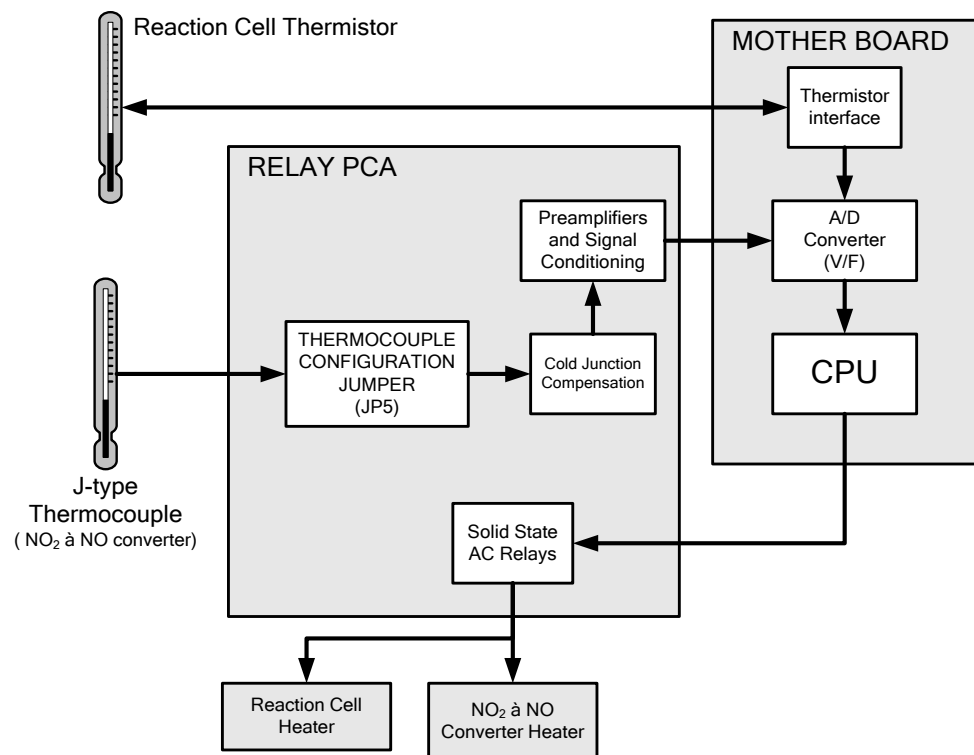 Reaction Cell Thermistor
MOTHER BOARD
Thermistor
interface
RELAY PCA
Preamplifiers
and Signal
Conditioning
A/D
Converter
(V/F)
THERMOCOUPLE
CONFIGURATION
JUMPER
(JP5)
Cold Junction
Compensation
CPU
J-type
Thermocouple
( NO₂ à NO converter)
Solid State
AC Relays
Reaction Cell
Heater
NO₂ à NO
Converter Heater